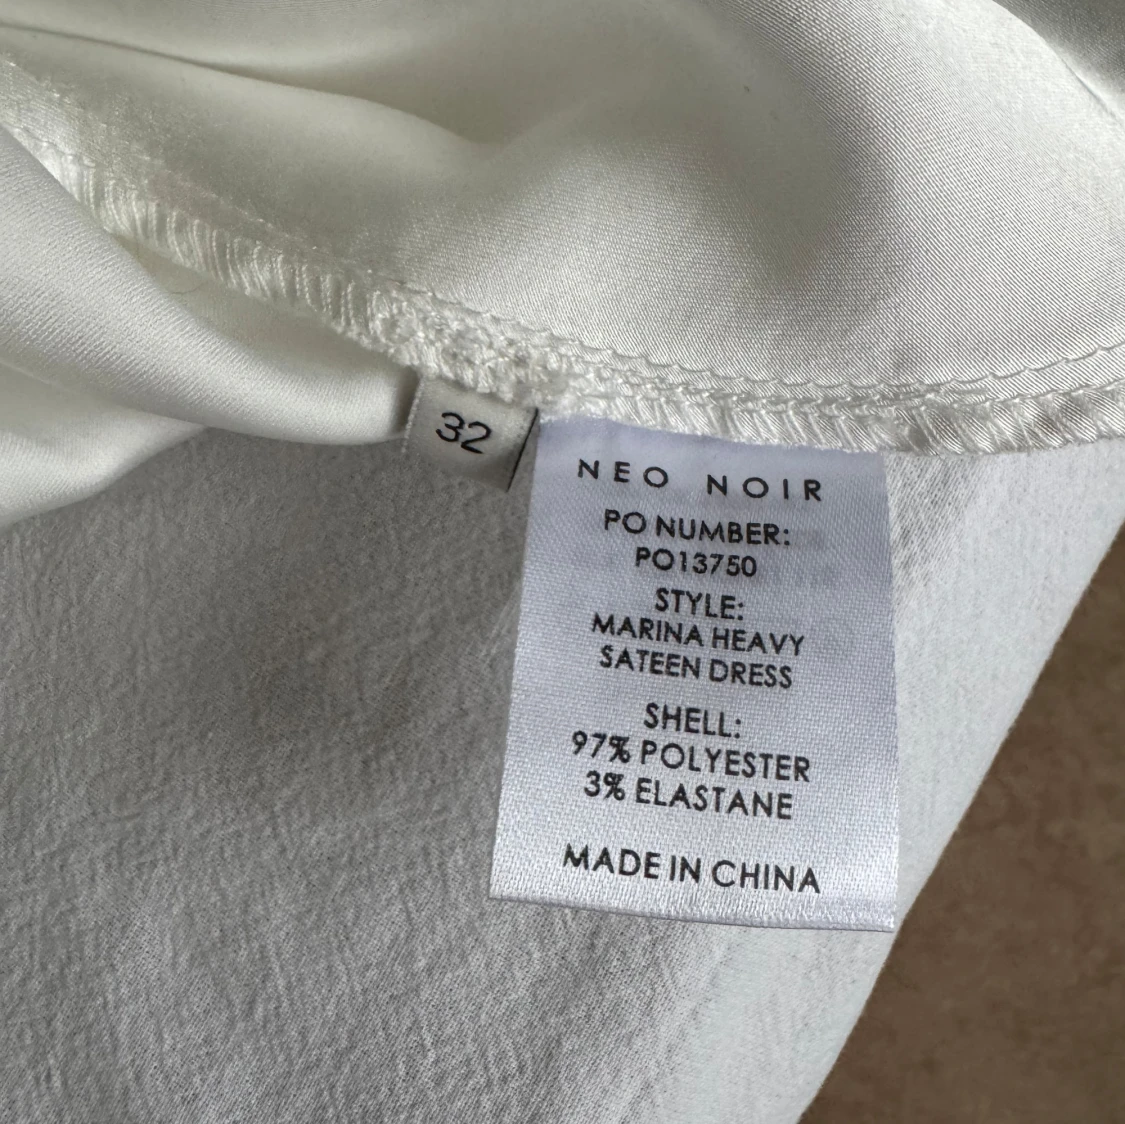 32
NEO NOIR
PO NUMBER:
PO13750
STYLE:
MARINA HEAVY
SATEEN DRESS
SHELL:
97% POLYESTER
3% ELASTANE
MADE IN CHINA